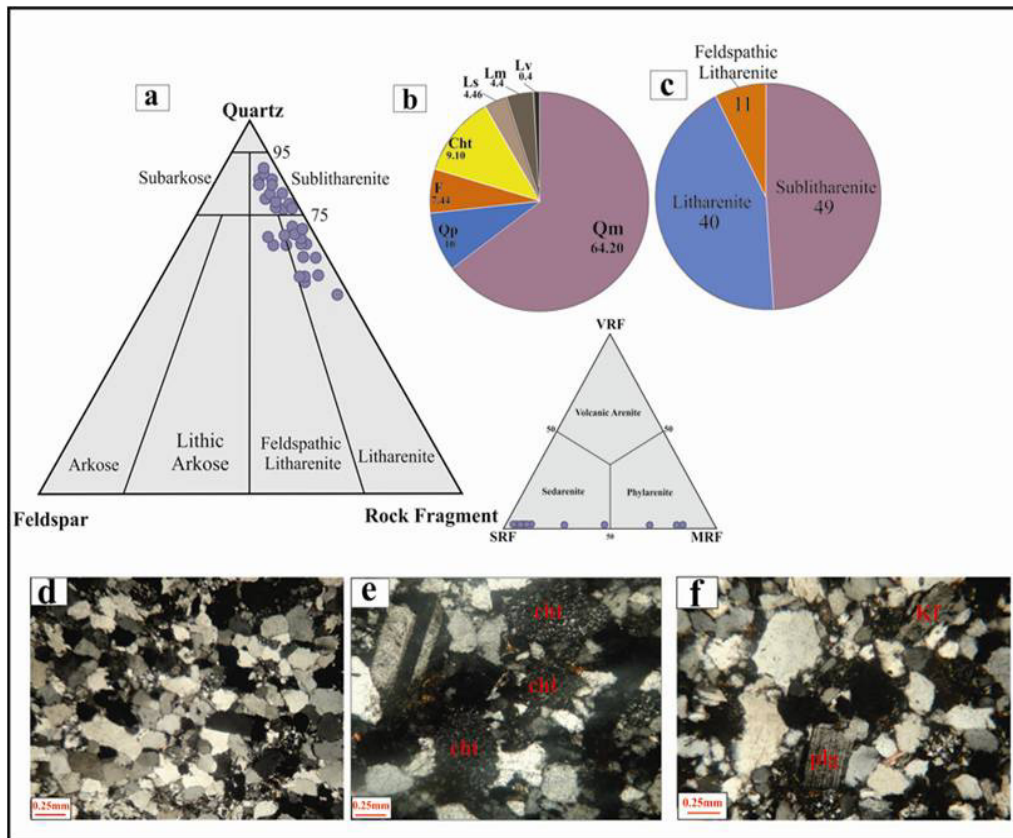 a
Quartz
95
Subarkose
Sublitharenite
75
Arkose
Lithic
Arkose
Feldspathic
Litharenite
Litharenite
Feldspar
Rock Fragment
b
Ls
4.46
Lm
4.4
Lv
0.4
Cht
9.10
F
7.44
Qp
10
Qm
64.20
c
Feldspathic
Litharenite
11
Litharenite
40
Sublitharenite
49
VRF
Volcanic Arenite
50
50
Sedarenite
Phylarenite
SRF
50
MRF
d
0.25mm
e
cht
cht
cht
0.25mm
f
Kf
plg
0.25mm